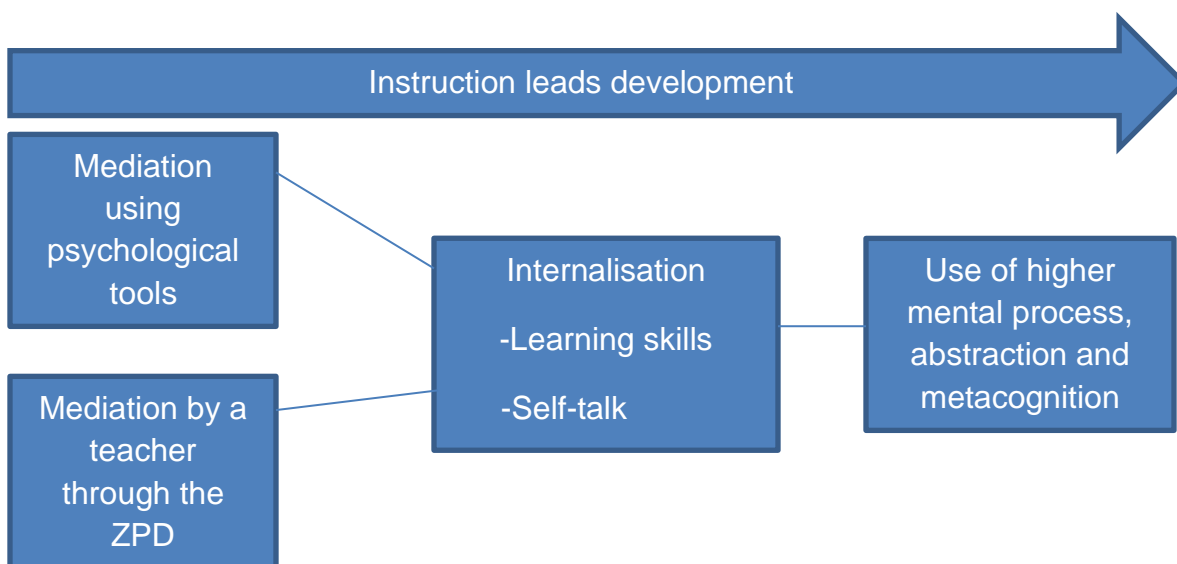 Instruction leads development
Mediation
using
psychological
tools
Mediation by a
teacher
through the
ZPD
Internalisation
-Learning skills
-Self-talk
Use of higher
mental process,
abstraction and
metacognition